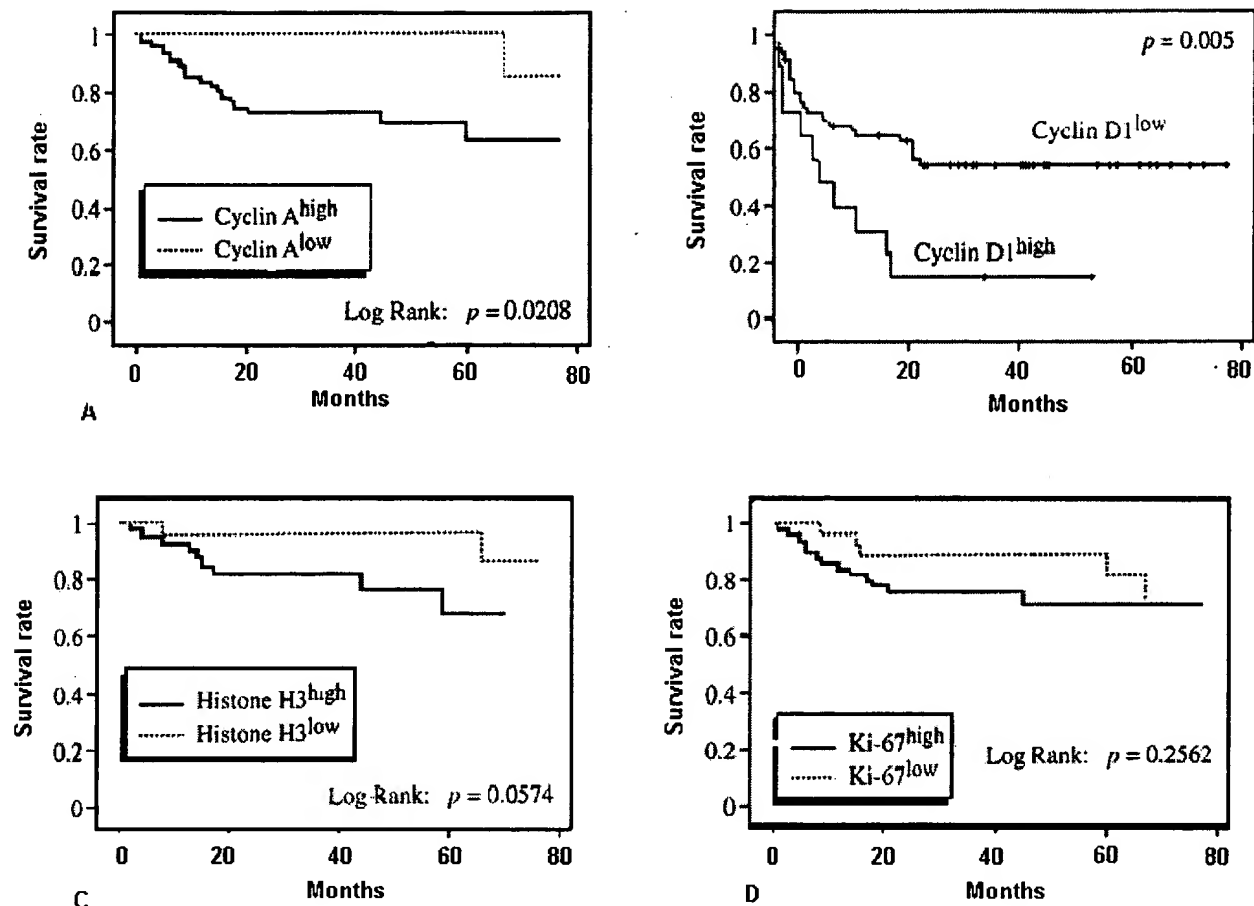 Survival rate
1
0.8
0.6
0.4
0.2
0
Cyclin A^high
Cyclin A^low
Log Rank: p = 0.0208
0 20 40 60 80
Months
A
Survival rate
1
0.8
0.6
0.4
0.2
0
p = 0.005
Cyclin D1^low
Cyclin D1^high
0 20 40 60 80
Months
Survival rate
1
0.8
0.6
0.4
0.2
0
Histone H3^high
Histone H3^low
Log Rank: p = 0.0574
0 20 40 60 80
Months
C
Survival rate
1
0.8
0.6
0.4
0.2
0
Ki-67^high
Ki-67^low
Log Rank: p = 0.2562
0 20 40 60 80
Months
D